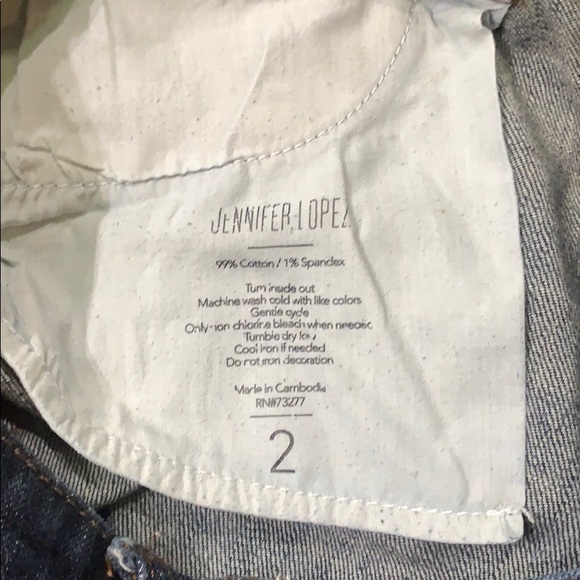 JENNIFER LOPEZ
99% Cotton / 1% Spandex
Turn inside out
Machine wash cold with like colors
Gentle cycle
Only non chlorine bleach when needed
Tumble dry low
Cool iron if needed
Do not iron decoration
Made in Cambodia
RN#73277
2